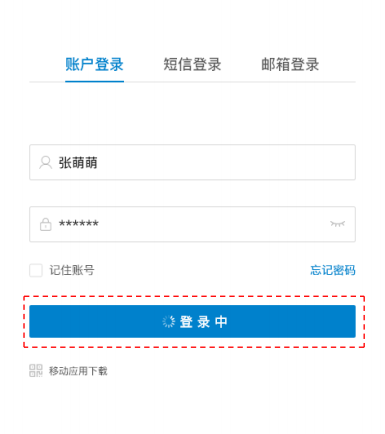 账户登录 短信登录 邮箱登录
张萌萌
******
记住账号 忘记密码
登录中
移动应用下载